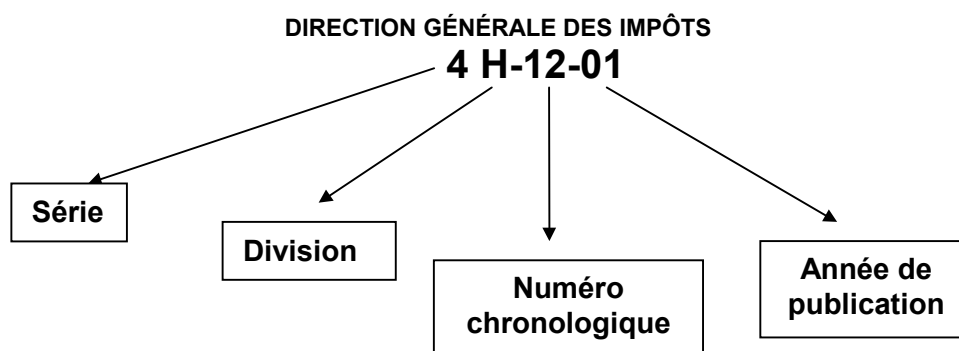 DIRECTION GÉNÉRALE DES IMPÔTS
4 H-12-01
Série
Division
Numéro
chronologique
Année de
publication